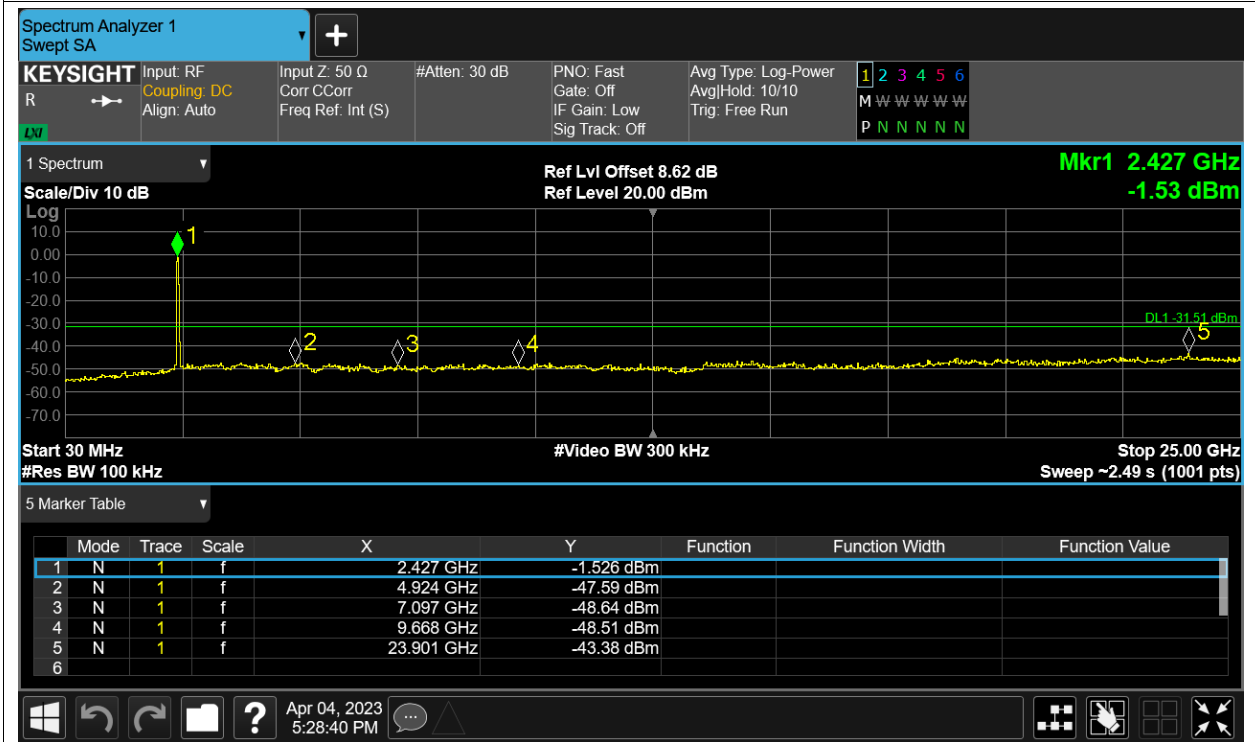 Spectrum Analyzer 1
Swept SA
+
KEYSIGHT
R
LXI
Input: RF
Coupling: DC
Align: Auto
Input Z: 50 Ω
Corr CCorr
Freq Ref: Int (S)
#Atten: 30 dB
PNO: Fast
Gate: Off
IF Gain: Low
Sig Track: Off
Avg Type: Log-Power
Avg|Hold: 10/10
Trig: Free Run
1 2 3 4 5 6
M W W W W W
P N N N N N
1 Spectrum
Scale/Div 10 dB
Ref Lvl Offset 8.62 dB
Ref Level 20.00 dBm
Mkr1 2.427 GHz
-1.53 dBm
Log
10.0
0.00
-10.0
-20.0
-30.0
-40.0
-50.0
-60.0
-70.0
1
2
3
4
5
DL1 -31.51 dBm
Start 30 MHz
#Res BW 100 kHz
#Video BW 300 kHz
Stop 25.00 GHz
Sweep ~2.49 s (1001 pts)
5 Marker Table
Mode Trace Scale X Y Function Function Width Function Value
1 N 1 f 2.427 GHz -1.526 dBm
2 N 1 f 4.924 GHz -47.59 dBm
3 N 1 f 7.097 GHz -48.64 dBm
4 N 1 f 9.668 GHz -48.51 dBm
5 N 1 f 23.901 GHz -43.38 dBm
6
?
Apr 04, 2023
5:28:40 PM